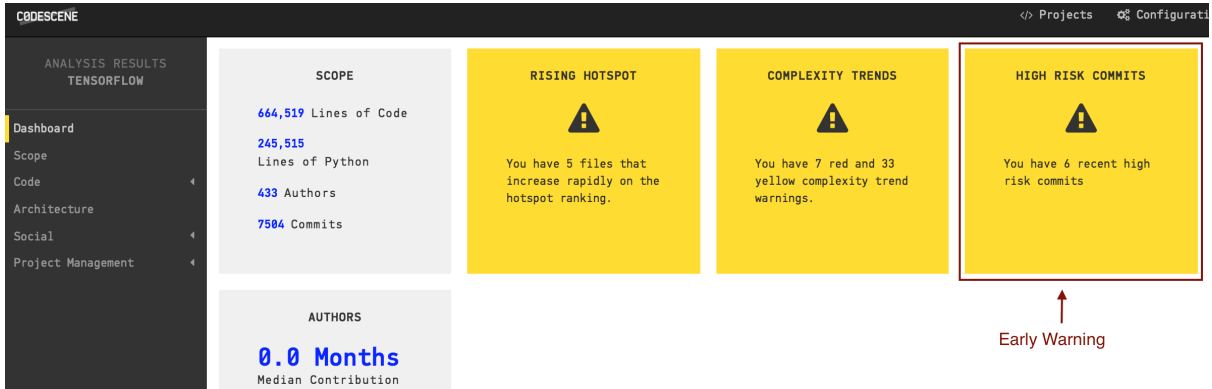 CODESCENE
Projects
Configurati
ANALYSIS RESULTS
TENSORFLOW
Dashboard
Scope
Code
Architecture
Social
Project Management
SCOPE
664,519 Lines of Code
245,515
Lines of Python
433 Authors
7504 Commits
RISING HOTSPOT
You have 5 files that
increase rapidly on the
hotspot ranking.
COMPLEXITY TRENDS
You have 7 red and 33
yellow complexity trend
warnings.
HIGH RISK COMMITS
You have 6 recent high
risk commits
Early Warning
AUTHORS
0.0 Months
Median Contribution